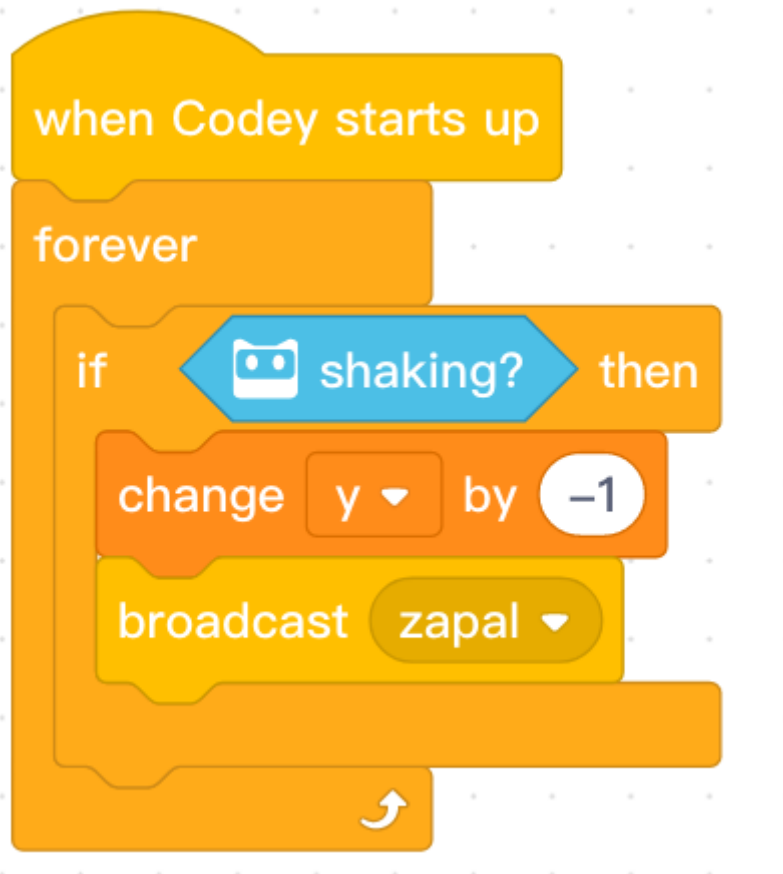 when Codey starts up
forever
if shaking? then
change y by –1
broadcast zapal